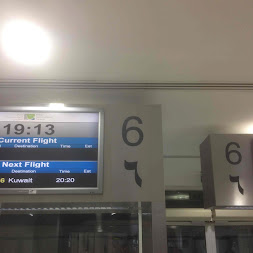 19:13
Current Flight
Destination Time Est
Next Flight
Destination Time Est
6 Kuwait 20:20
6
٦
6
٦